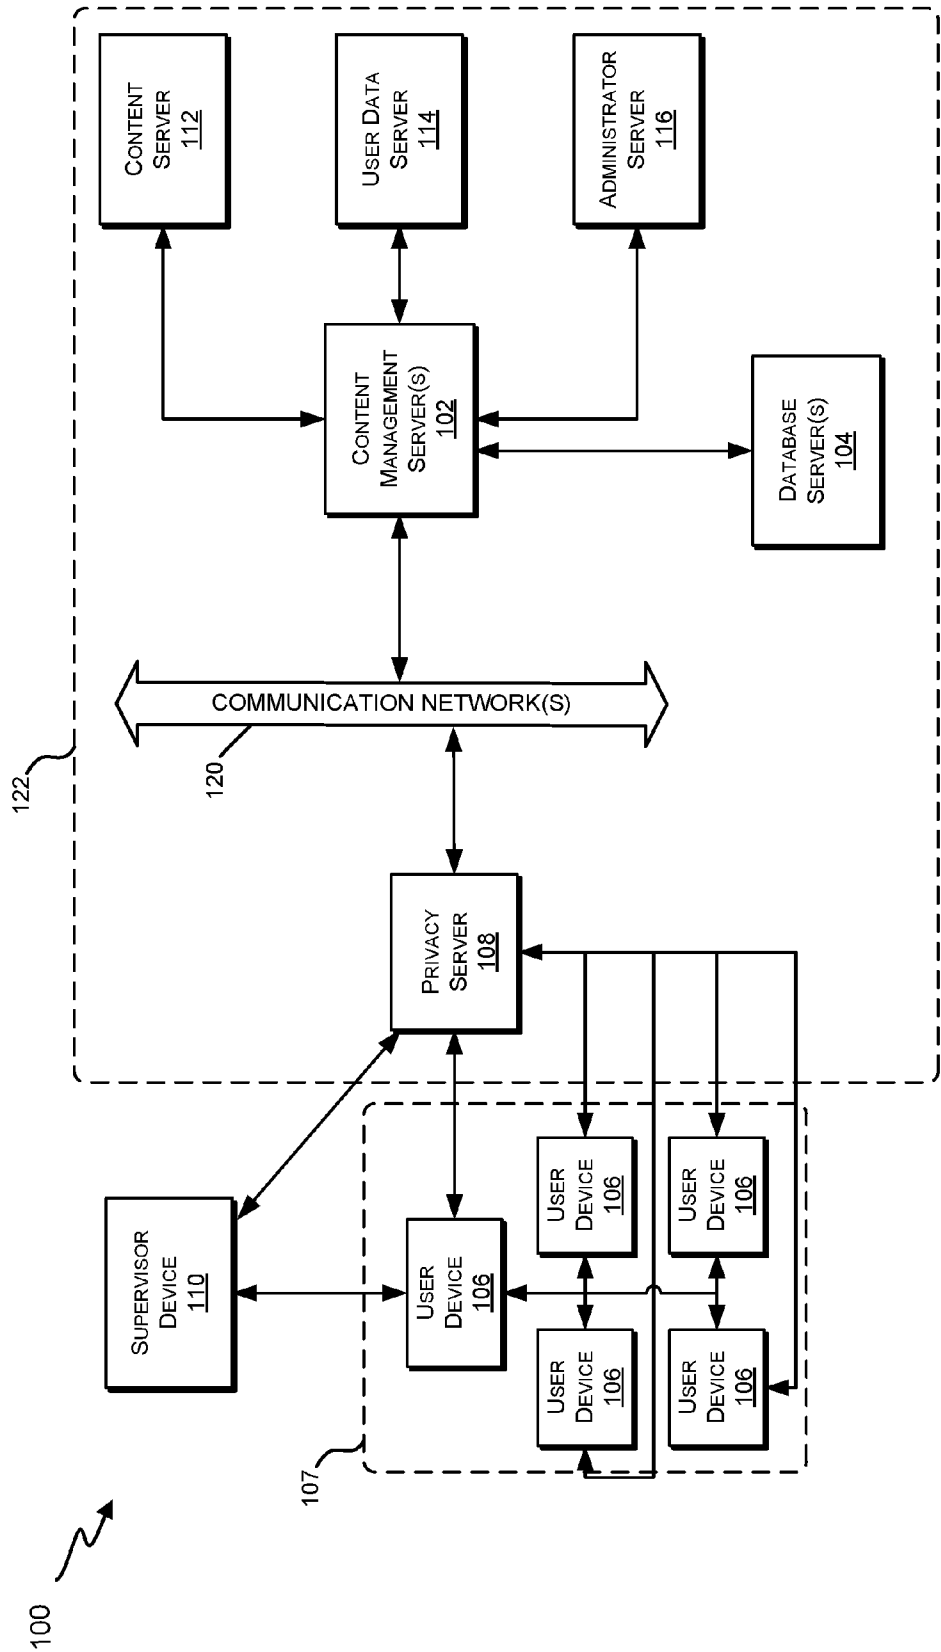 100
107
122
SUPERVISOR
DEVICE
110
USER
DEVICE
106
USER
DEVICE
106
USER
DEVICE
106
USER
DEVICE
106
USER
DEVICE
106
PRIVACY
SERVER
108
COMMUNICATION NETWORK(S)
120
CONTENT
MANAGEMENT
SERVER(S)
102
DATABASE
SERVER(S)
104
CONTENT
SERVER
112
USER DATA
SERVER
114
ADMINISTRATOR
SERVER
116